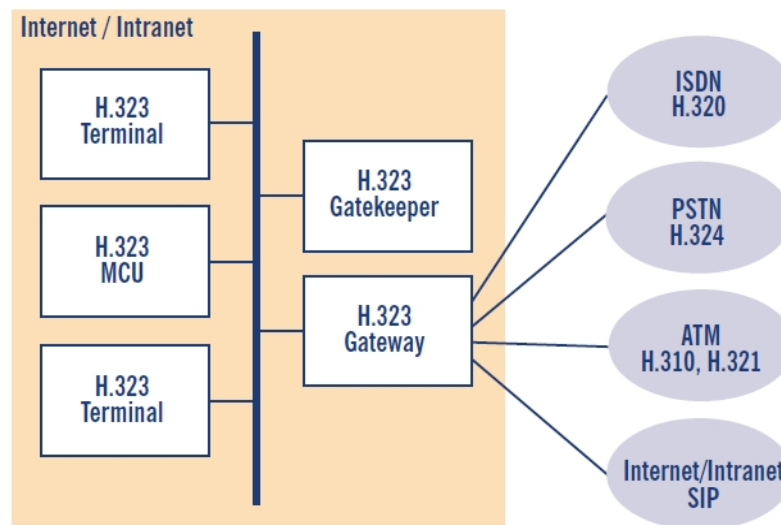 Internet / Intranet
H.323
Terminal
H.323
MCU
H.323
Terminal
H.323
Gatekeeper
H.323
Gateway
ISDN
H.320
PSTN
H.324
ATM
H.310, H.321
Internet/Intranet
SIP